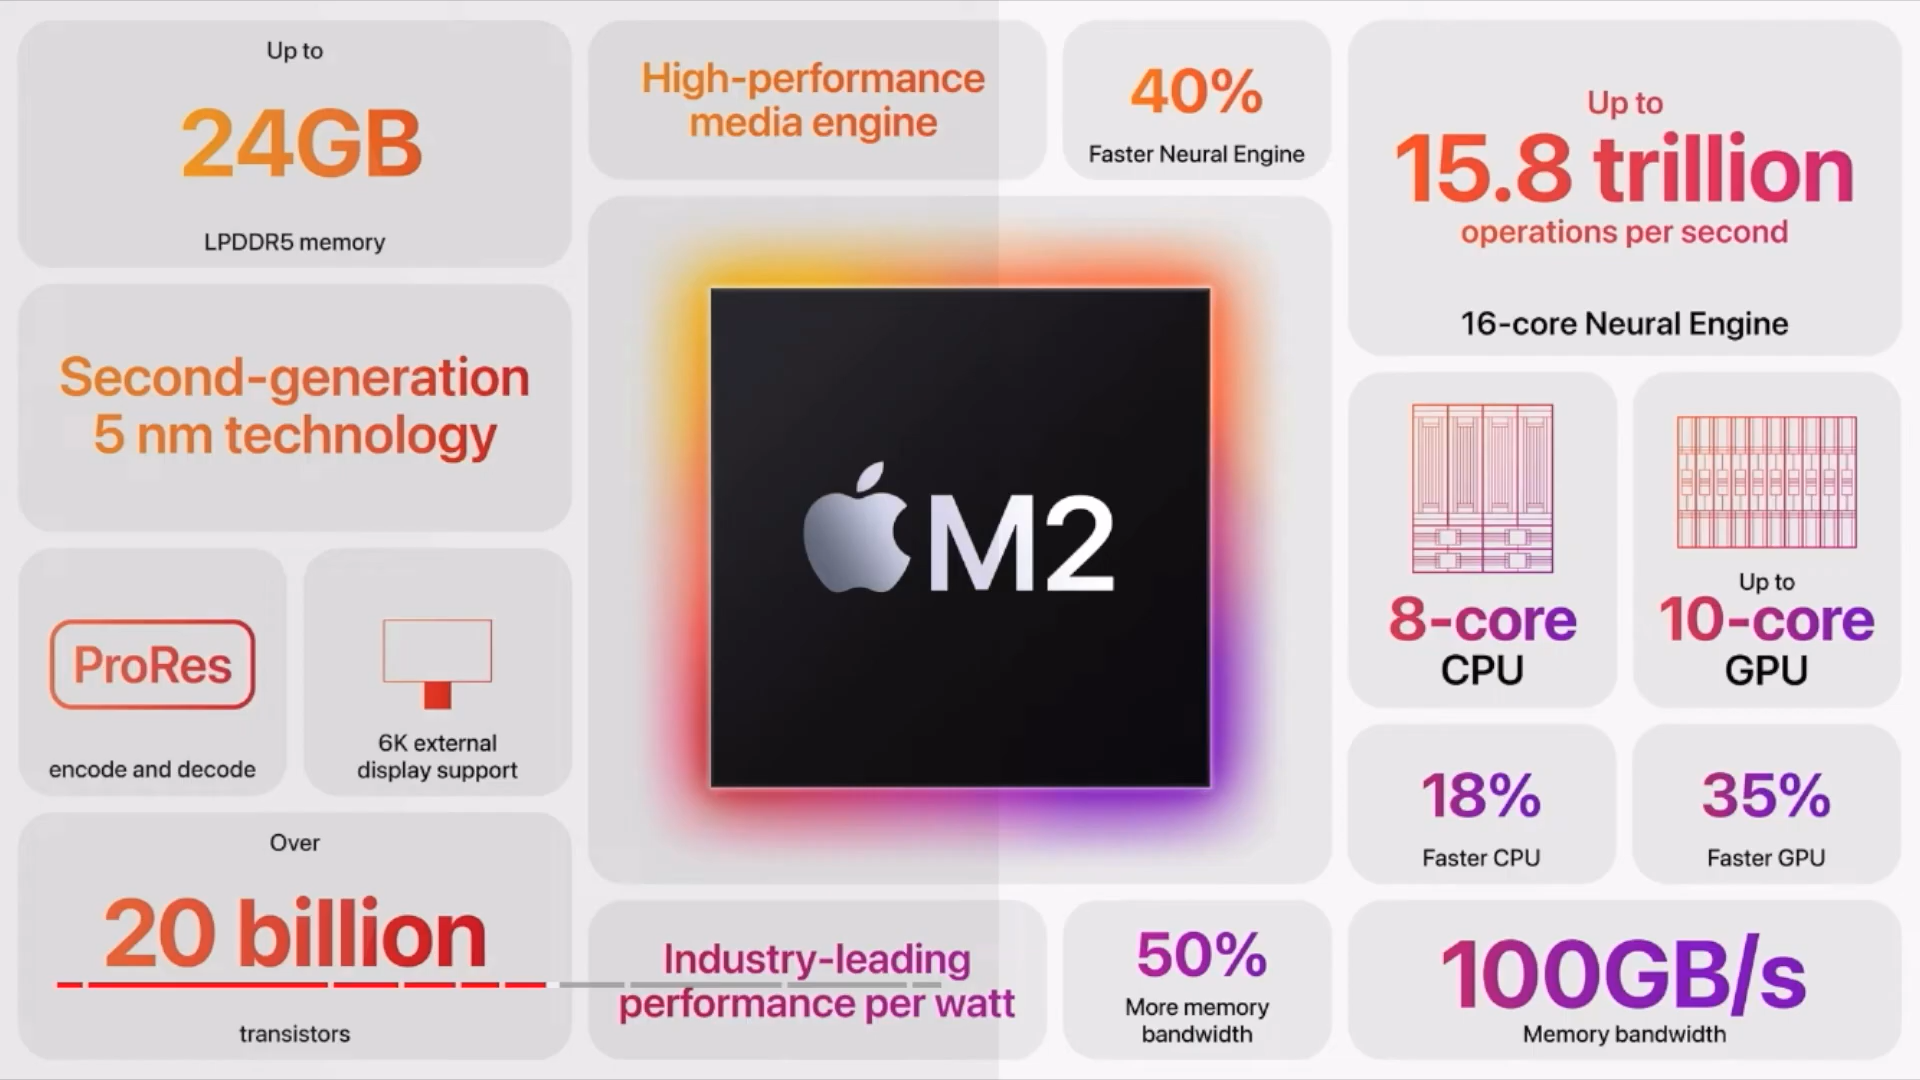 Up to
24GB
LPDDR5 memory
High-performance
media engine
40%
Faster Neural Engine
Up to
15.8 trillion
operations per second
16-core Neural Engine
Second-generation
5 nm technology
M2
8-core
CPU
Up to
10-core
GPU
ProRes
encode and decode
6K external
display support
18%
Faster CPU
35%
Faster GPU
Over
20 billion
transistors
Industry-leading
performance per watt
50%
More memory
bandwidth
100GB/s
Memory bandwidth